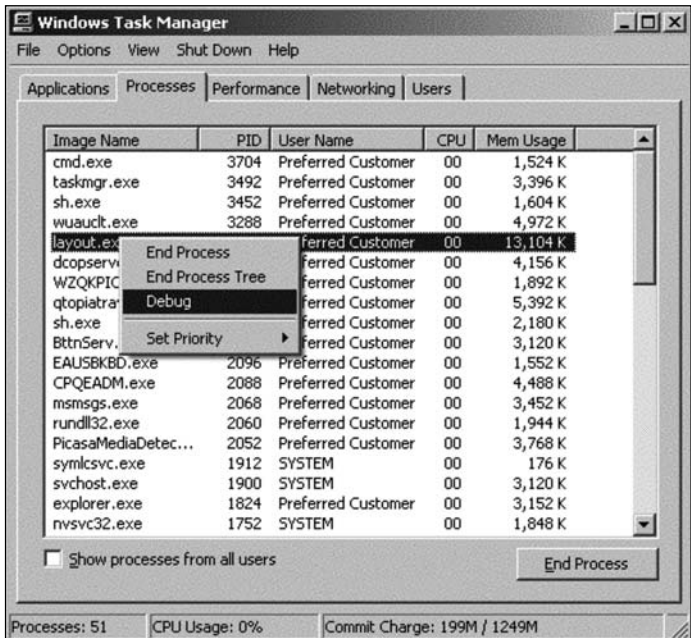 Windows Task Manager
File Options View Shut Down Help
Applications Processes Performance Networking Users
Image Name PID User Name CPU Mem Usage
cmd.exe 3704 Preferred Customer 00 1,524 K
taskmgr.exe 3492 Preferred Customer 00 3,396 K
sh.exe 3452 Preferred Customer 00 1,604 K
wuauclt.exe 3288 Preferred Customer 00 4,972 K
layout.ex ferred Customer 00 13,104 K
End Process
dcopserv ferred Customer 00 4,156 K
End Process Tree
WZQKPIC ferred Customer 00 1,892 K
Debug
qtopiatra ferred Customer 00 5,392 K
sh.exe ferred Customer 00 2,180 K
Set Priority
BttnServ. ferred Customer 00 3,120 K
EAUSBKBD.exe 2096 Preferred Customer 00 1,552 K
CPQEADM.exe 2088 Preferred Customer 00 4,488 K
msmsgs.exe 2068 Preferred Customer 00 3,452 K
rundll32.exe 2060 Preferred Customer 00 1,944 K
PicasaMediaDetec... 2052 Preferred Customer 00 3,768 K
symlcsvc.exe 1912 SYSTEM 00 176 K
svchost.exe 1900 SYSTEM 00 3,120 K
explorer.exe 1824 Preferred Customer 00 3,152 K
nvsvc32.exe 1752 SYSTEM 00 1,848 K
Show processes from all users
End Process
Processes: 51 CPU Usage: 0% Commit Charge: 199M / 1249M